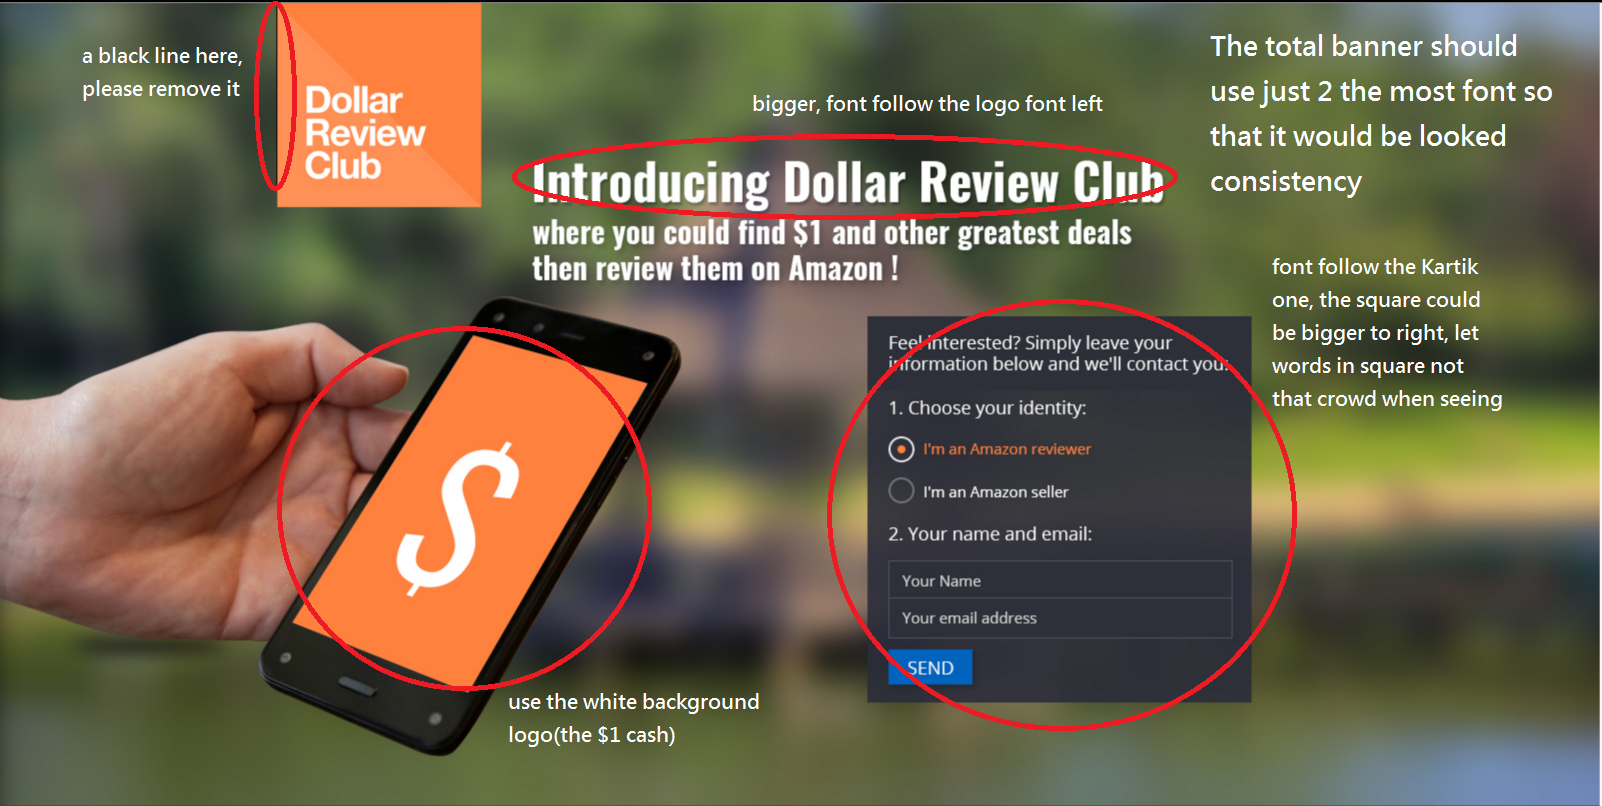 a black line here,
please remove it
Dollar
Review
Club
bigger, font follow the logo font left
The total banner should
use just 2 the most font so
that it would be looked
consistency
Introducing Dollar Review Club
where you could find $1 and other greatest deals
then review them on Amazon !
font follow the Kartik
one, the square could
be bigger to right, let
words in square not
that crowd when seeing
$
Feel interested? Simply leave your
information below and we'll contact you.
1. Choose your identity:
I'm an Amazon reviewer
I'm an Amazon seller
2. Your name and email:
Your Name
Your email address
SEND
use the white background
logo(the $1 cash)